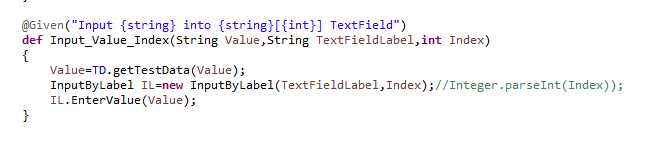 @Given("Input {string} into {string}[{int}] TextField")
def Input_Value_Index(String Value,String TextFieldLabel,int Index)
{
    Value=TD.getTestData(Value);
    InputByLabel IL=new InputByLabel(TextFieldLabel,Index);//Integer.parseInt(Index));
    IL.EnterValue(Value);
}